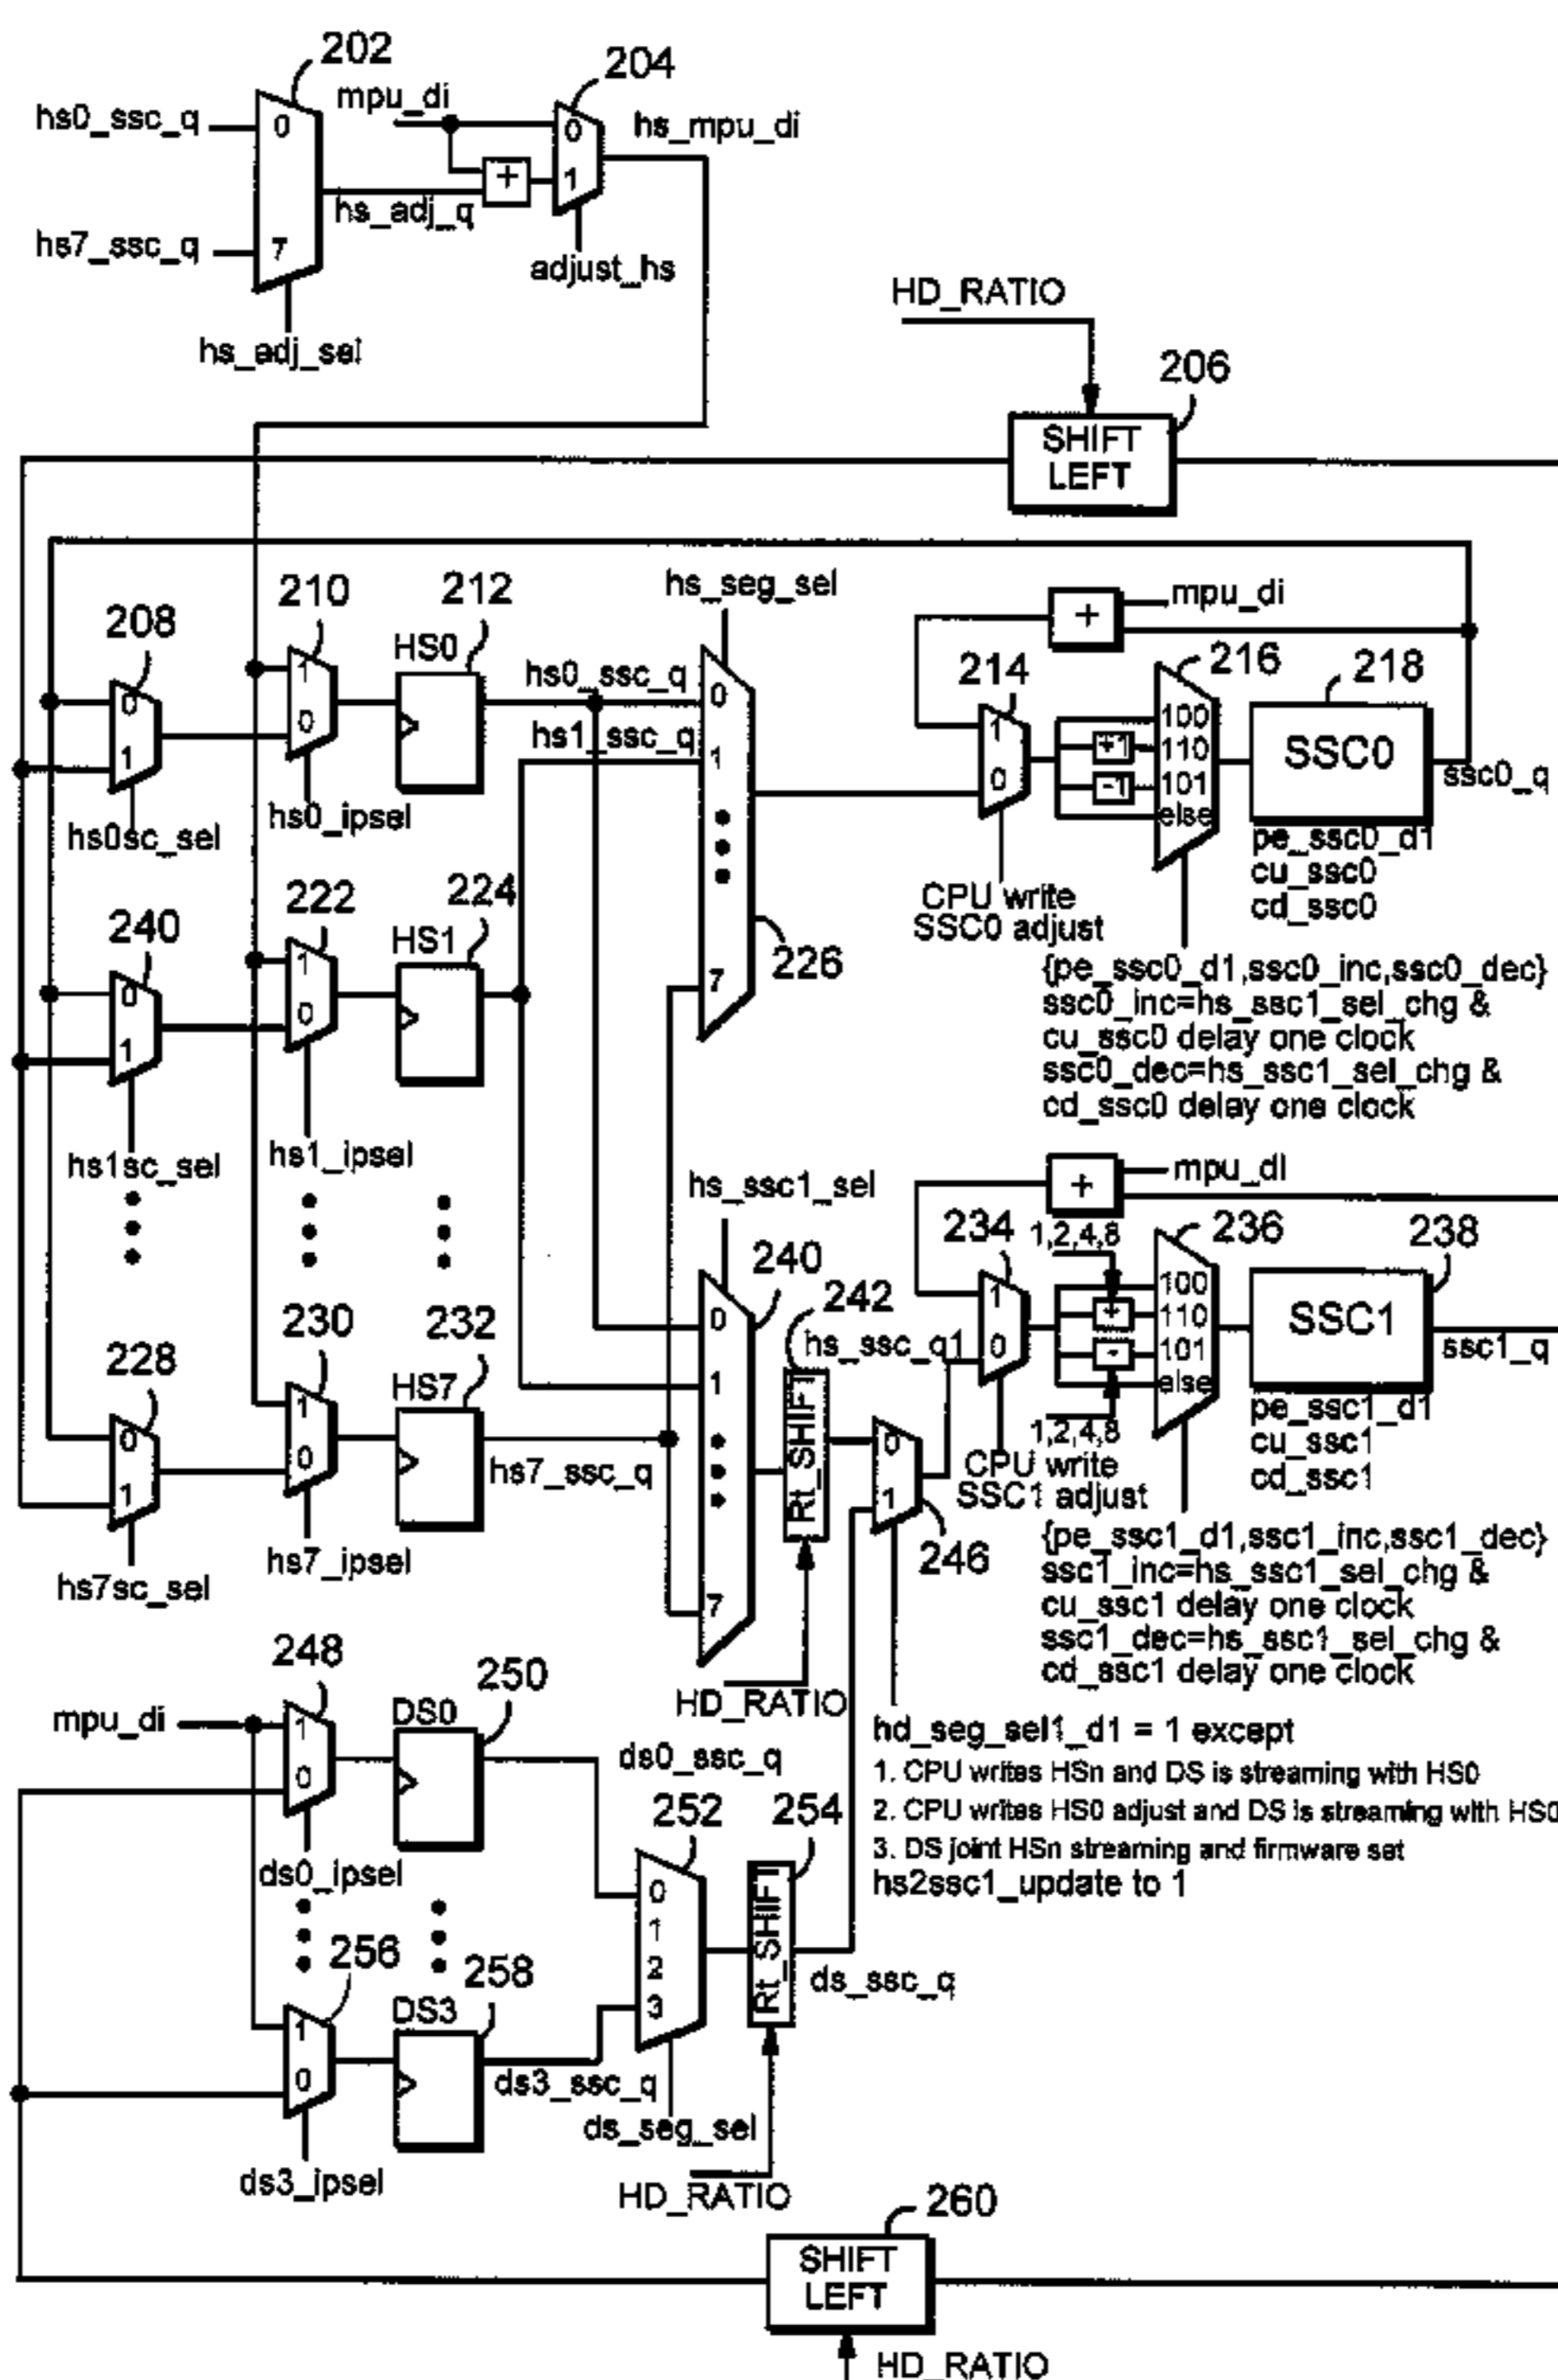 202
204
mpu_di
hs0_ssc_q
0
0
hs_mpu_di
+
1
hs_adj_q
hs7_ssc_q
7
adjust_hs
HD_RATIO
hs_adj_sel
206
SHIFT
LEFT
210
212
hs_seg_sel
mpu_di
+
208
HS0
216
hs0_ssc_q
214
218
1
0
0
0
hs1_ssc_q
1
100
+1
110
SSC0
1
1
0
-1
101
ssc0_q
else
hs0sc_sel
hs0_ipsel
pe_ssc0_d1
cu_ssc0
cd_ssc0
222
224
CPU write
SSC0 adjust
240
HS1
226
1
7
0
0
1
{pe_ssc0_d1,ssc0_inc,ssc0_dec}
ssc0_inc=hs_ssc1_sel_chg &
cu_ssc0 delay one clock
ssc0_dec=hs_ssc1_sel_chg &
cd_ssc0 delay one clock
hs1sc_sel
hs1_ipsel
hs_ssc1_sel
+
mpu_di
234
1,2,4,8
236
238
240
242
1
100
230
232
0
+
110
SSC1
hs_ssc_q1
0
-
101
ssc1_q
228
HS7
1
else
1
Rt_SHIFT
pe_ssc1_d1
cu_ssc1
cd_ssc1
0
0
0
1,2,4,8
CPU write
SSC1 adjust
hs7_ssc_q
1
1
246
{pe_ssc1_d1,ssc1_inc,ssc1_dec}
ssc1_inc=hs_ssc1_sel_chg &
cu_ssc1 delay one clock
ssc1_dec=hs_ssc1_sel_chg &
cd_ssc1 delay one clock
hs7sc_sel
hs7_ipsel
7
248
250
HD_RATIO
mpu_di
1
DS0
hd_seg_sel1_d1 = 1 except
ds0_ssc_q
1. CPU writes HSn and DS is streaming with HS0
0
252
254
2. CPU writes HS0 adjust and DS is streaming with HS0
3. DS joint HSn streaming and firmware set
hs2ssc1_update to 1
ds0_ipsel
0
1
2
3
Rt_SHIFT
256
258
ds_ssc_q
DS3
1
0
ds3_ssc_q
ds_seg_sel
ds3_ipsel
HD_RATIO
260
SHIFT
LEFT
HD_RATIO